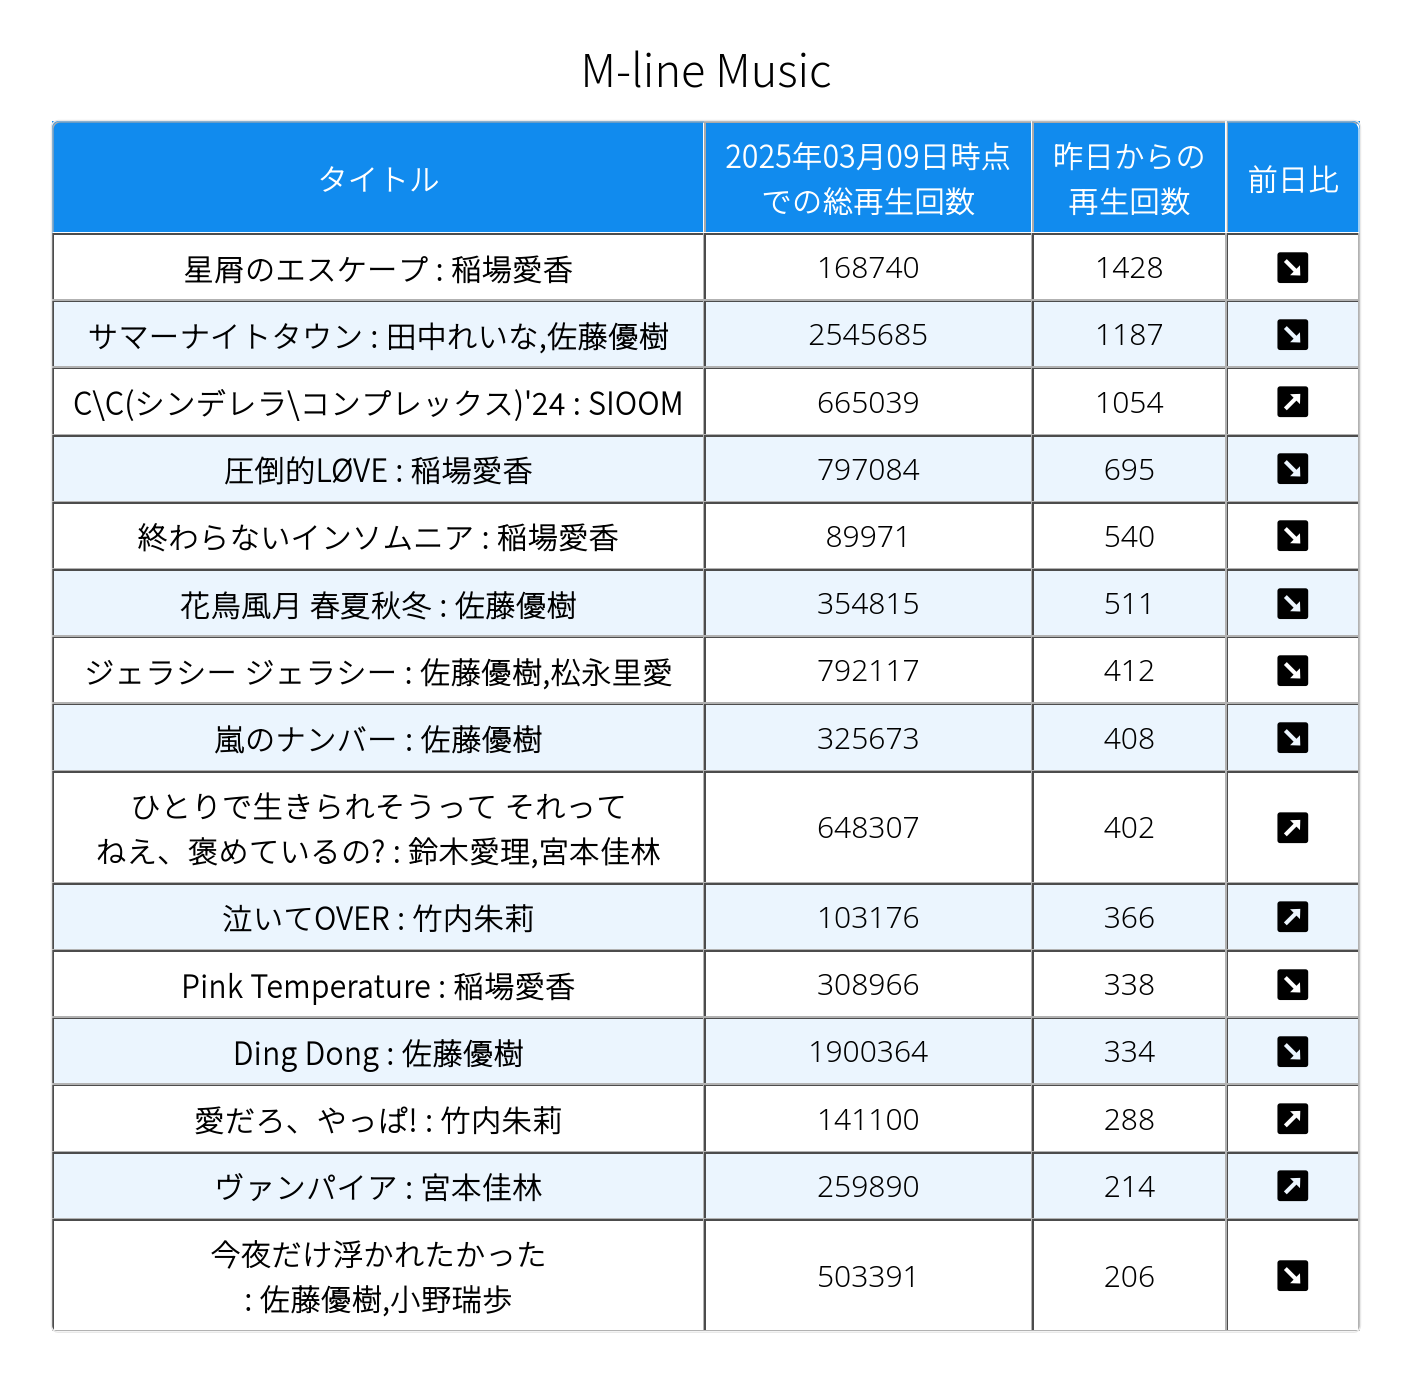 M-line Music
タイトル
2025年03月09日時点
での総再生回数
昨日からの
再生回数
前日比
星屑のエスケープ : 稲場愛香
168740
1428
サマーナイトタウン : 田中れいな,佐藤優樹
2545685
1187
C\C(シンデレラ\コンプレックス)'24 : SIOOM
665039
1054
圧倒的LØVE : 稲場愛香
797084
695
終わらないインソムニア : 稲場愛香
89971
540
花鳥風月 春夏秋冬 : 佐藤優樹
354815
511
ジェラシー ジェラシー : 佐藤優樹,松永里愛
792117
412
嵐のナンバー : 佐藤優樹
325673
408
ひとりで生きられそうって それって
ねえ、褒めているの? : 鈴木愛理,宮本佳林
648307
402
泣いてOVER : 竹内朱莉
103176
366
Pink Temperature : 稲場愛香
308966
338
Ding Dong : 佐藤優樹
1900364
334
愛だろ、やっぱ! : 竹内朱莉
141100
288
ヴァンパイア : 宮本佳林
259890
214
今夜だけ浮かれたかった
: 佐藤優樹,小野瑞歩
503391
206